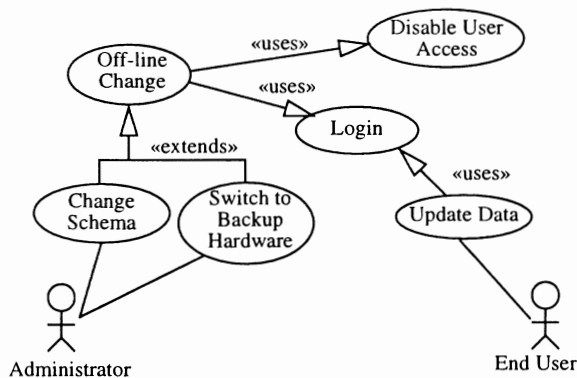 Disable User
Access
«uses»
Off-line
Change
«uses»
Login
«extends»
«uses»
Change
Schema
Switch to
Backup
Hardware
Update Data
Administrator
End User